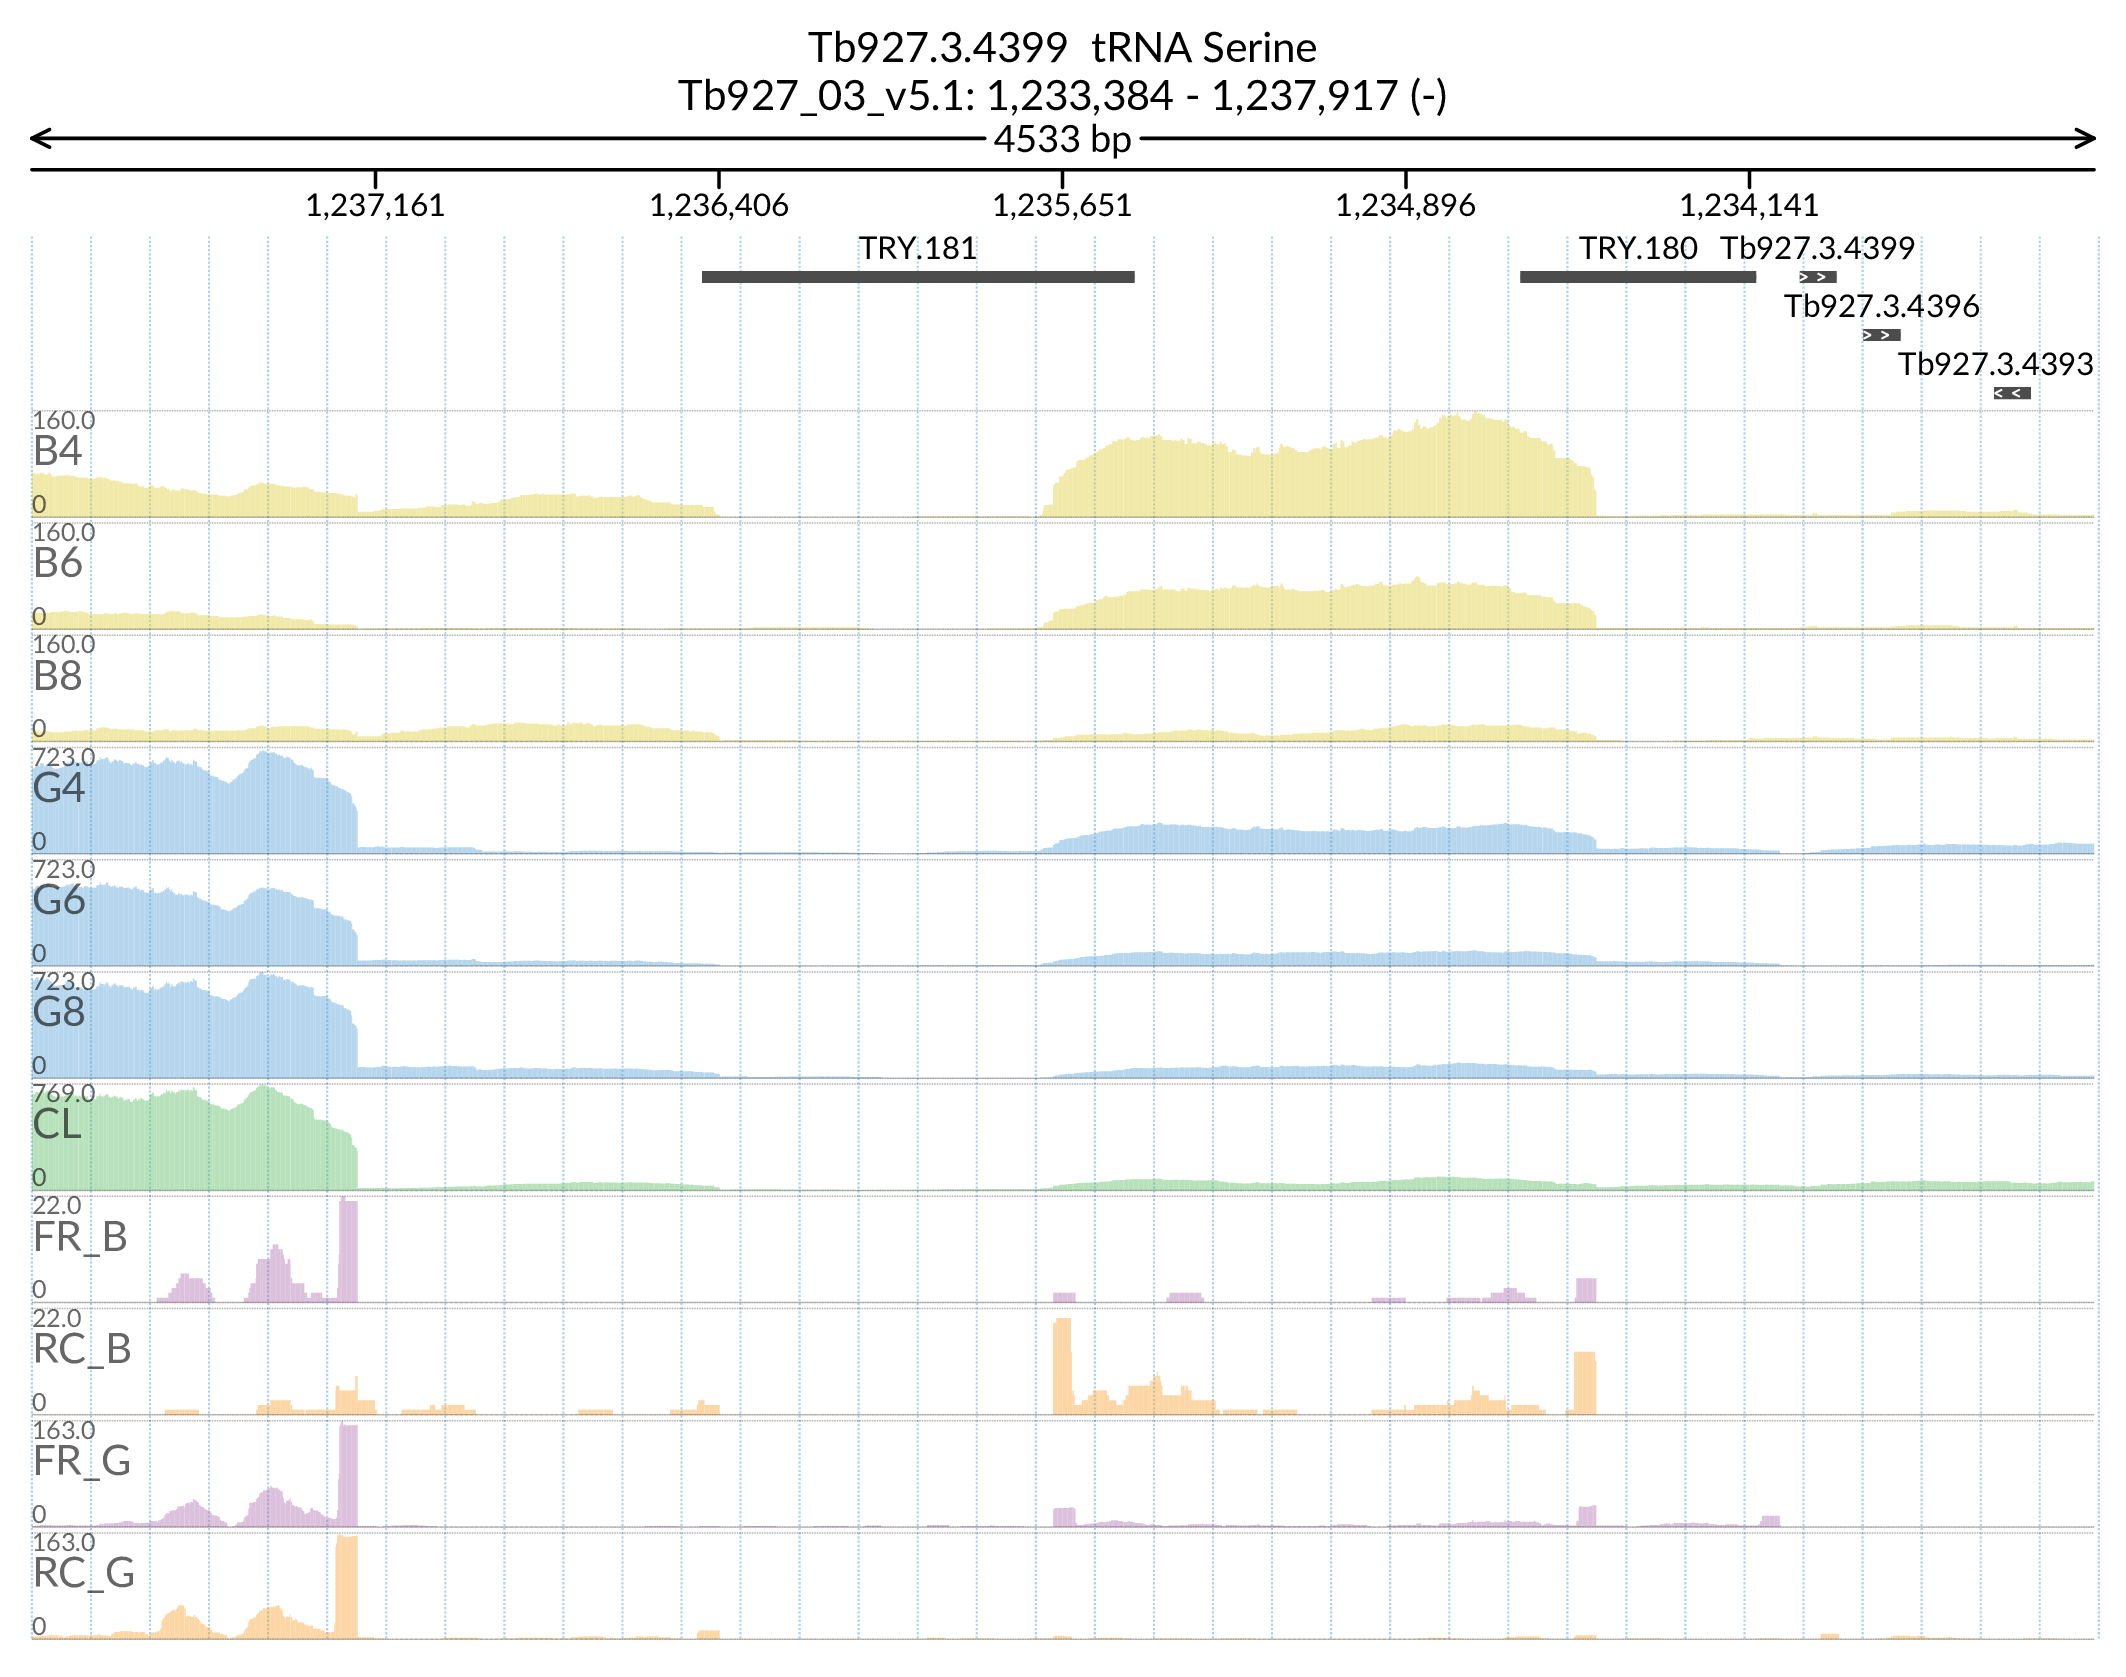 Tb927.3.4399 tRNA Serine
Tb927_03_v5.1: 1,233,384 - 1,237,917 (-)
4533 bp
1,237,161 1,236,406 1,235,651 1,234,896 1,234,141
TRY.181 TRY.180 Tb927.3.4399
Tb927.3.4396
Tb927.3.4393
160.0
B4
0
160.0
B6
0
160.0
B8
0
723.0
G4
0
723.0
G6
0
723.0
G8
0
769.0
CL
0
22.0
FR_B
0
22.0
RC_B
0
163.0
FR_G
0
163.0
RC_G
0